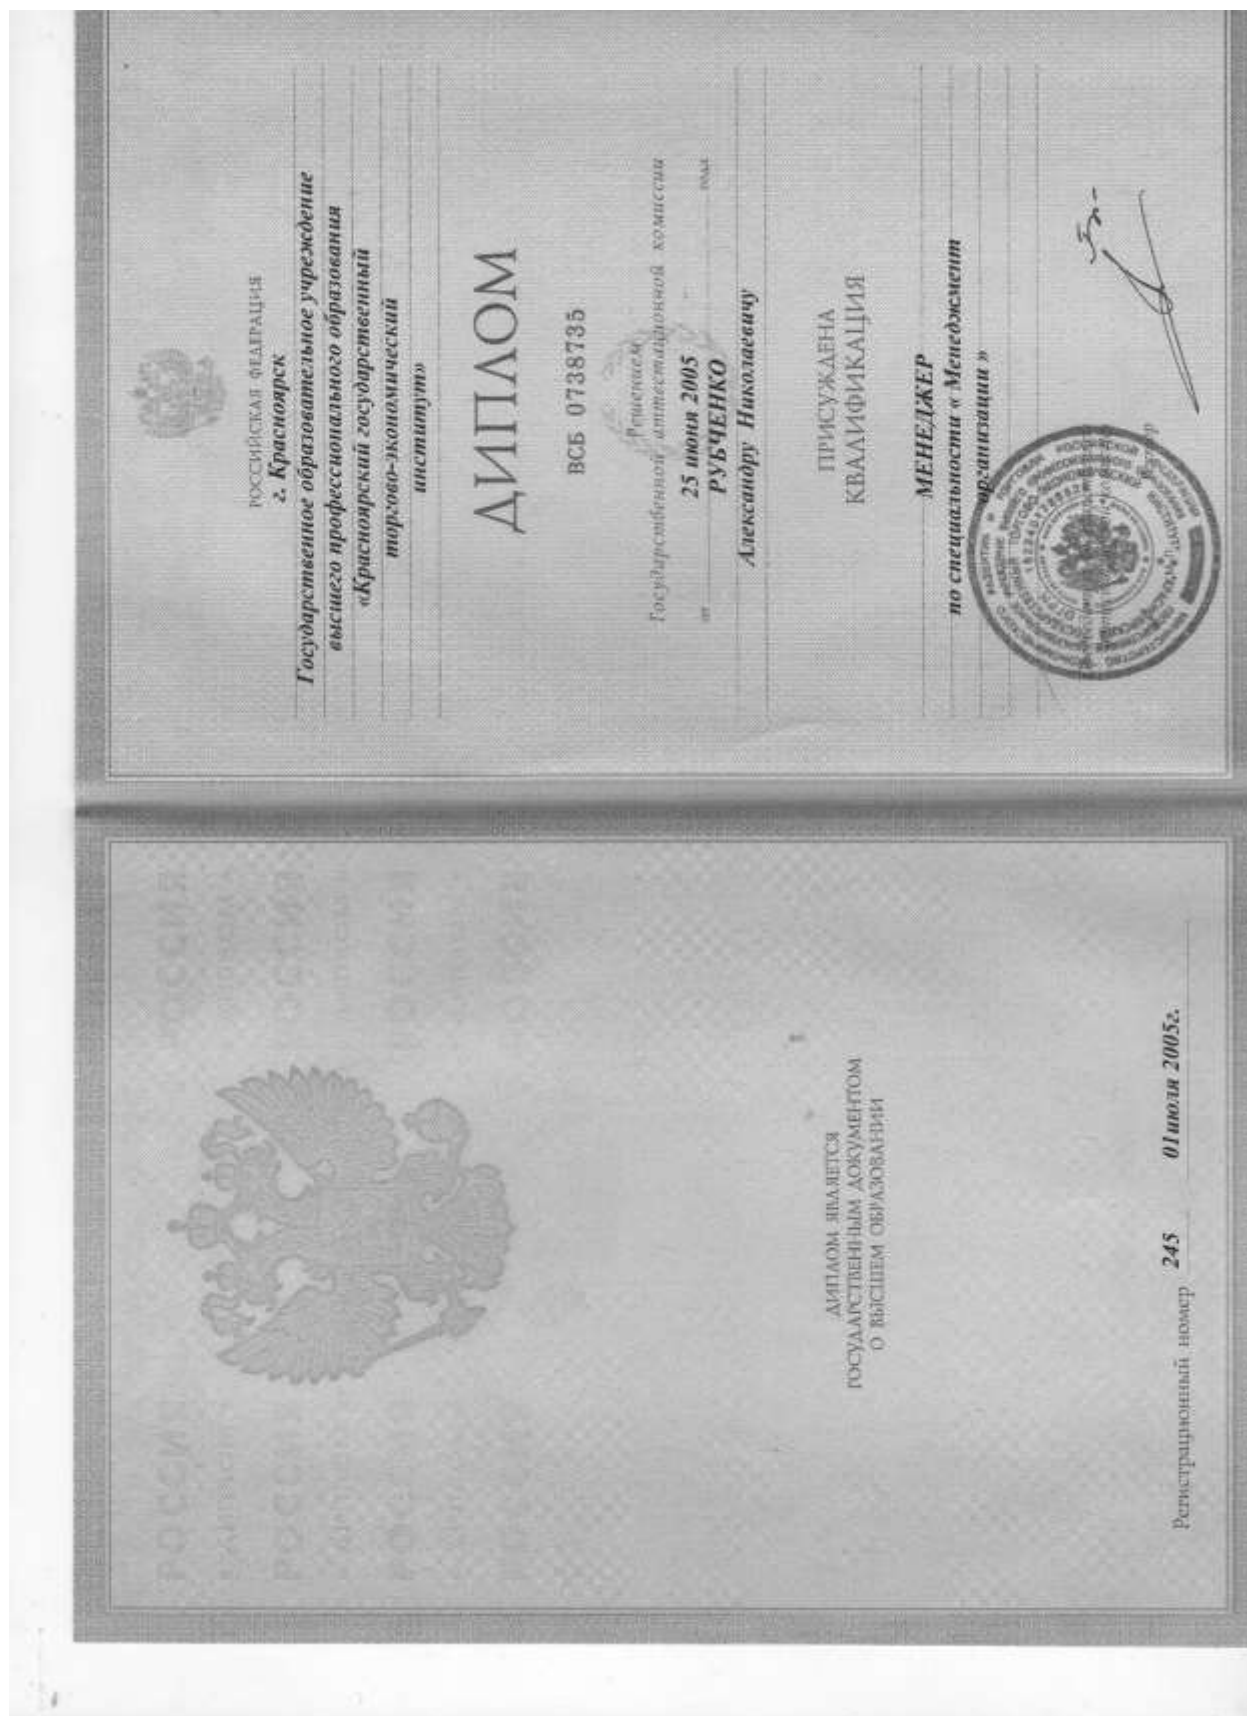 ДИПЛОМ ЯВЛЯЕТСЯ
ГОСУДАРСТВЕННЫМ ДОКУМЕНТОМ
О ВЫСШЕМ ОБРАЗОВАНИИ
Регистрационный номер 245 01июля 2005г.
РОССИЙСКАЯ ФЕДЕРАЦИЯ
г. Красноярск
Государственное образовательное учреждение
высшего профессионального образования
«Красноярский государственный
торгово-экономический
институт»
ДИПЛОМ
ВСБ 0738735
Решением
Государственной аттестационной комиссии
от 25 июня 2005 года
РУБЧЕНКО
Александру Николаевичу
ПРИСУЖДЕНА
КВАЛИФИКАЦИЯ
МЕНЕДЖЕР
по специальности « Менеджмент
организации »